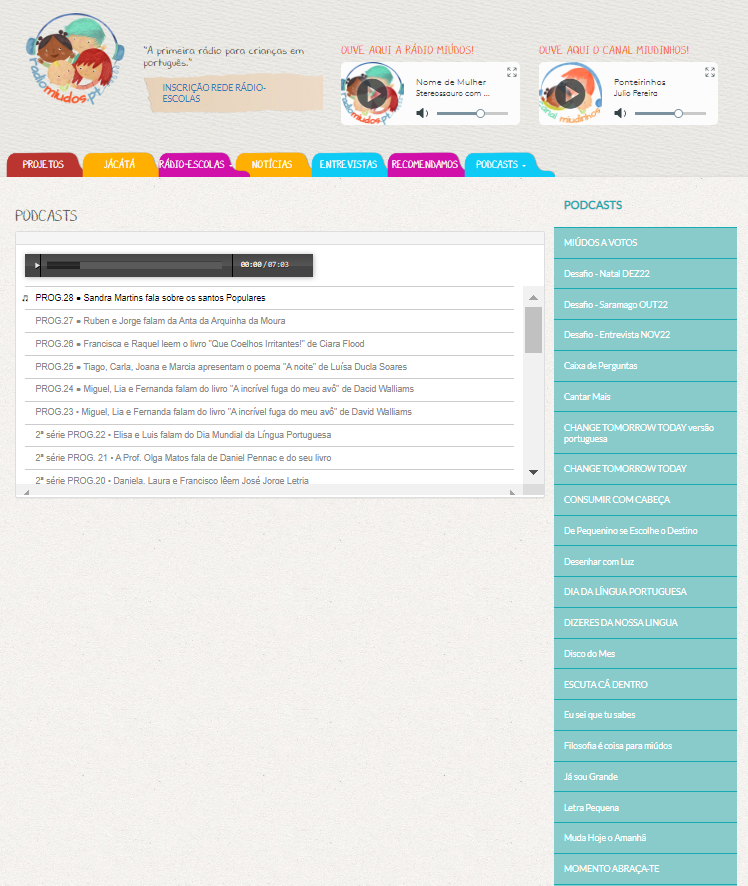 radiomiudos.pt
"A primeira rádio para crianças em
português."
INSCRIÇÃO REDE RÁDIO-
ESCOLAS
OUVE AQUI A RÁDIO MIÚDOS!
Nome de Mulher
Stereossauro com ...
radiomiudos.pt
OUVE AQUI O CANAL MIUDINHOS!
Ponteirinhos
Julio Pereira
canal miudinhos
PROJETOS
JÁCÁTÁ
RÁDIO-ESCOLAS
NOTÍCIAS
ENTREVISTAS
RECOMENDAMOS
PODCASTS
PODCASTS
00:00/07:03
PROG.28 • Sandra Martins fala sobre os santos Populares
PROG.27 • Ruben e Jorge falam da Anta da Arquinha da Moura
PROG.26 • Francisca e Raquel leem o livro "Que Coelhos Irritantes!" de Ciara Flood
PROG.25 • Tiago, Carla, Joana e Marcia apresentam o poema "A noite" de Luísa Ducla Soares
PROG.24 • Miguel, Lia e Fernanda falam do livro "A incrível fuga do meu avô" de Dacid Walliams
PROG.23 • Miguel, Lia e Fernanda falam do livro "A incrível fuga do meu avô" de David Walliams
2ª série PROG.22 • Elisa e Luis falam do Dia Mundial da Língua Portuguesa
2ª série PROG. 21 • A Prof. Olga Matos fala de Daniel Pennac e do seu livro
2ª série PROG.20 • Daniela, Laura e Francisco lêem José Jorge Letria
PODCASTS
MIÚDOS A VOTOS
Desafio - Natal DEZ22
Desafio - Saramago OUT22
Desafio - Entrevista NOV22
Caixa de Perguntas
Cantar Mais
CHANGE TOMORROW TODAY versão
portuguesa
CHANGE TOMORROW TODAY
CONSUMIR COM CABEÇA
De Pequenino se Escolhe o Destino
Desenhar com Luz
DIA DA LÍNGUA PORTUGUESA
DIZERES DA NOSSA LINGUA
Disco do Mes
ESCUTA CÁ DENTRO
Eu sei que tu sabes
Filosofia é coisa para miúdos
Já sou Grande
Letra Pequena
Muda Hoje o Amanhã
MOMENTO ABRAÇA-TE